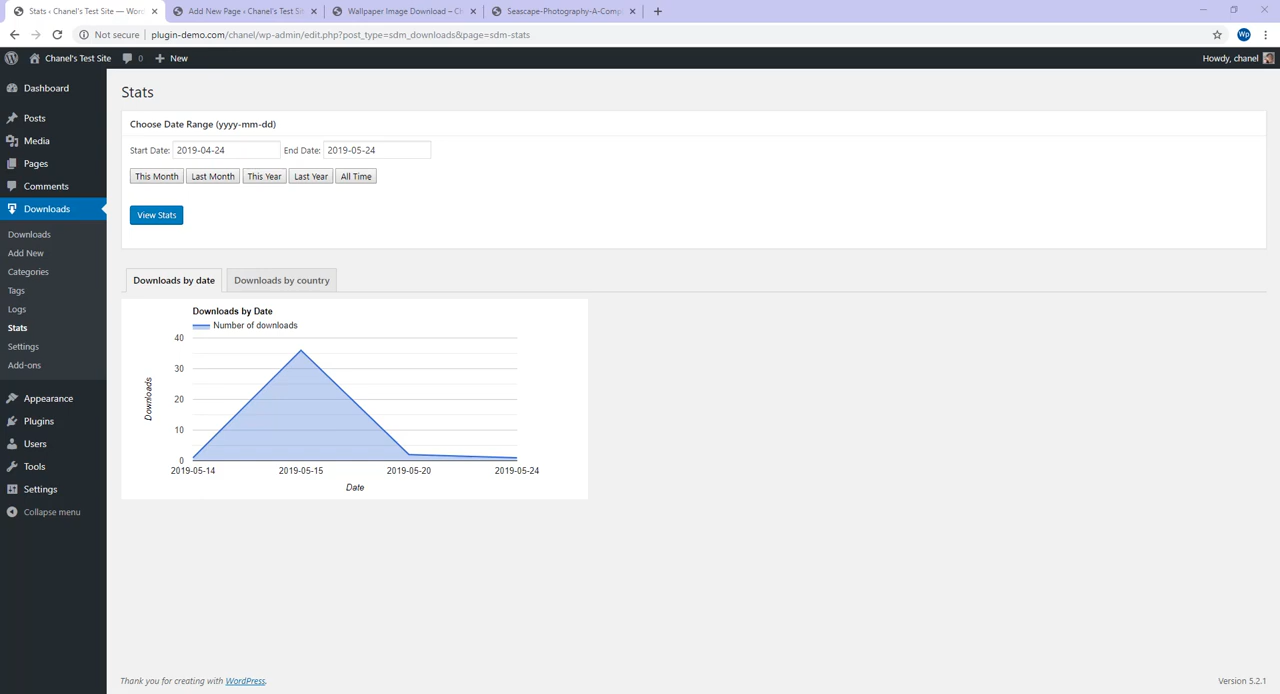 Stats ‹ Chanel's Test Site — Wor
Add New Page ‹ Chanel's Test Sit
Wallpaper Image Download – Ch
Seascape-Photography-A-Comp
Not secure
plugin-demo.com/chanel/wp-admin/edit.php?post_type=sdm_downloads&page=sdm-stats
Wp
Chanel's Test Site
0
New
Howdy, chanel
Dashboard
Posts
Media
Pages
Comments
Downloads
Downloads
Add New
Categories
Tags
Logs
Stats
Settings
Add-ons
Appearance
Plugins
Users
Tools
Settings
Collapse menu
Stats
Choose Date Range (yyyy-mm-dd)
Start Date: 2019-04-24 End Date: 2019-05-24
This Month Last Month This Year Last Year All Time
View Stats
Downloads by date Downloads by country
Downloads by Date
Number of downloads
Downloads
40
30
20
10
0
2019-05-14 2019-05-15 2019-05-20 2019-05-24
Date
Thank you for creating with WordPress.
Version 5.2.1